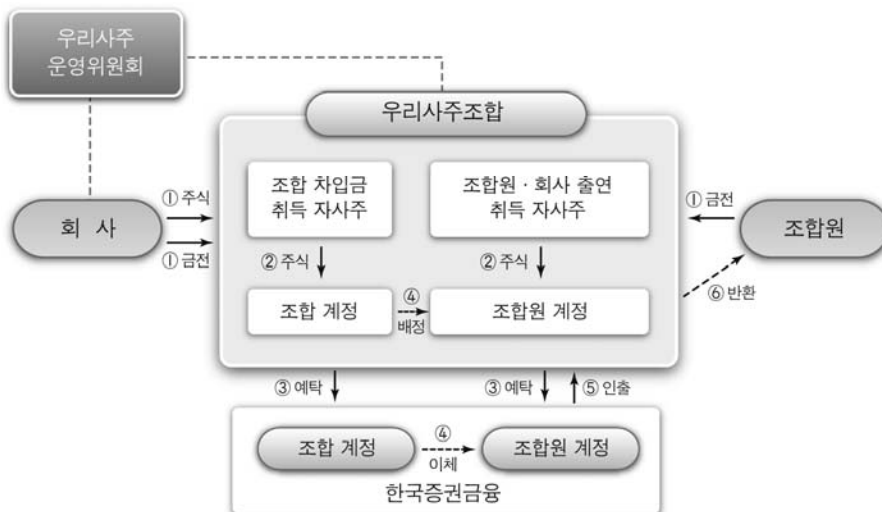 우리사주
운영위원회
우리사주조합
조합 차입금
취득 자사주
조합원 · 회사 출연
취득 자사주
① 주식
회 사
① 금전
① 금전
조합원
② 주식
② 주식
조합 계정
④
배정
조합원 계정
⑥ 반환
③ 예탁
③ 예탁
⑤ 인출
조합 계정
④
이체
조합원 계정
한국증권금융